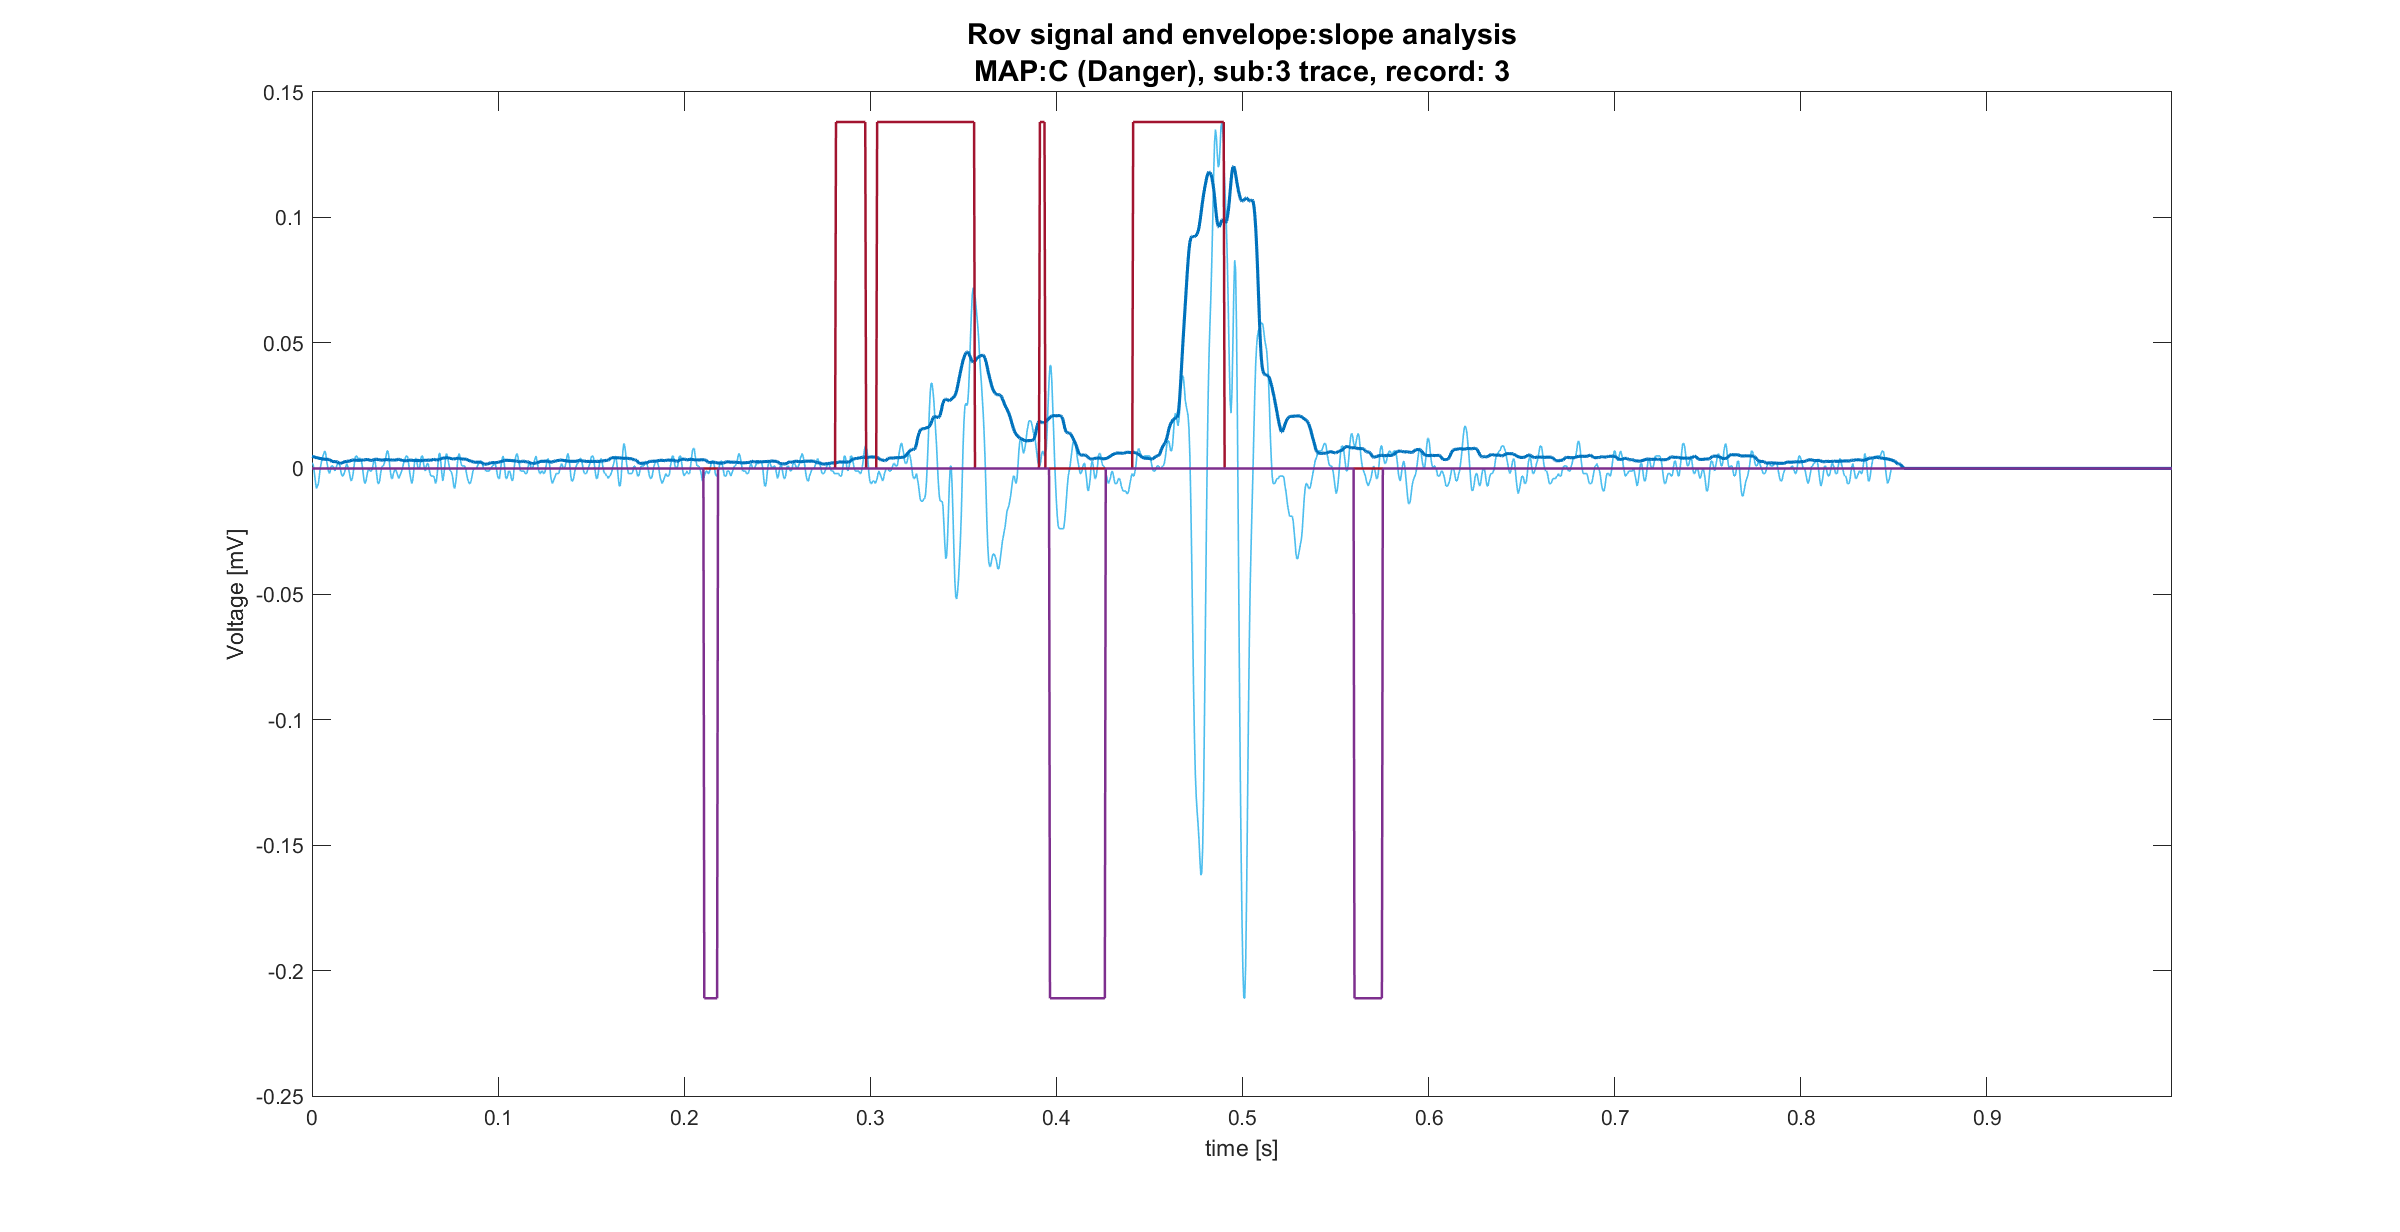 Rov signal and envelope:slope analysis
MAP:C (Danger), sub:3 trace, record: 3
0.15
0.1
0.05
0
-0.05
-0.1
-0.15
-0.2
-0.25
Voltage [mV]
0 0.1 0.2 0.3 0.4 0.5 0.6 0.7 0.8 0.9
time [s]